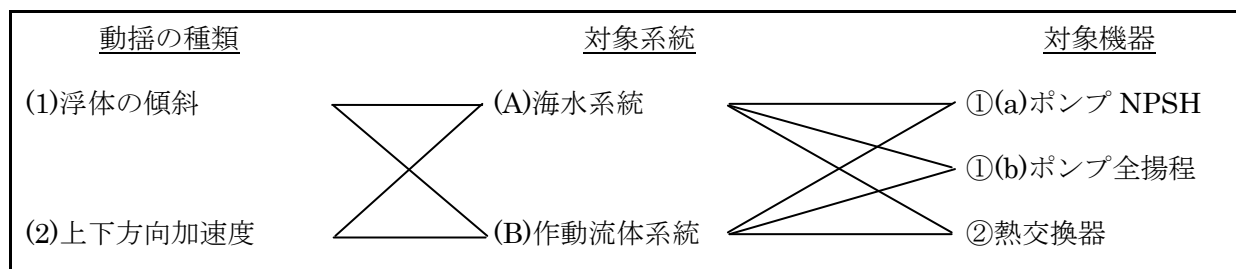 動揺の種類 対象系統 対象機器
(1)浮体の傾斜 (A)海水系統 ①(a)ポンプ NPSH
①(b)ポンプ全揚程
(2)上下方向加速度 (B)作動流体系統 ②熱交換器